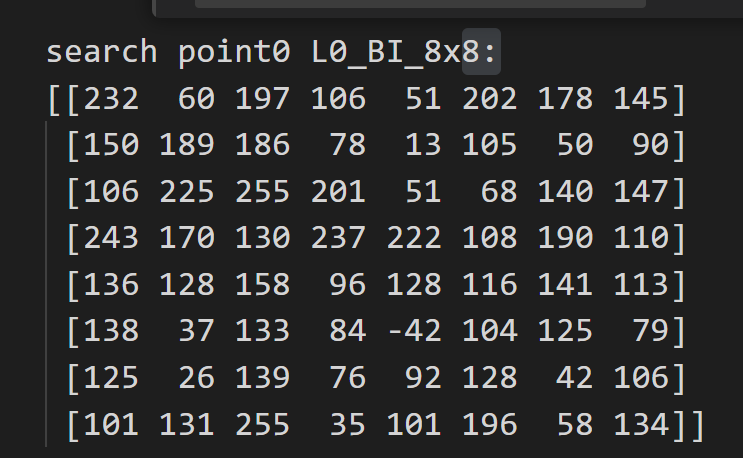 search point0 L0_BI_8x8:
[[232  60 197 106  51 202 178 145]
 [150 189 186  78  13 105  50  90]
 [106 225 255 201  51  68 140 147]
 [243 170 130 237 222 108 190 110]
 [136 128 158  96 128 116 141 113]
 [138  37 133  84 -42 104 125  79]
 [125  26 139  76  92 128  42 106]
 [101 131 255  35 101 196  58 134]]